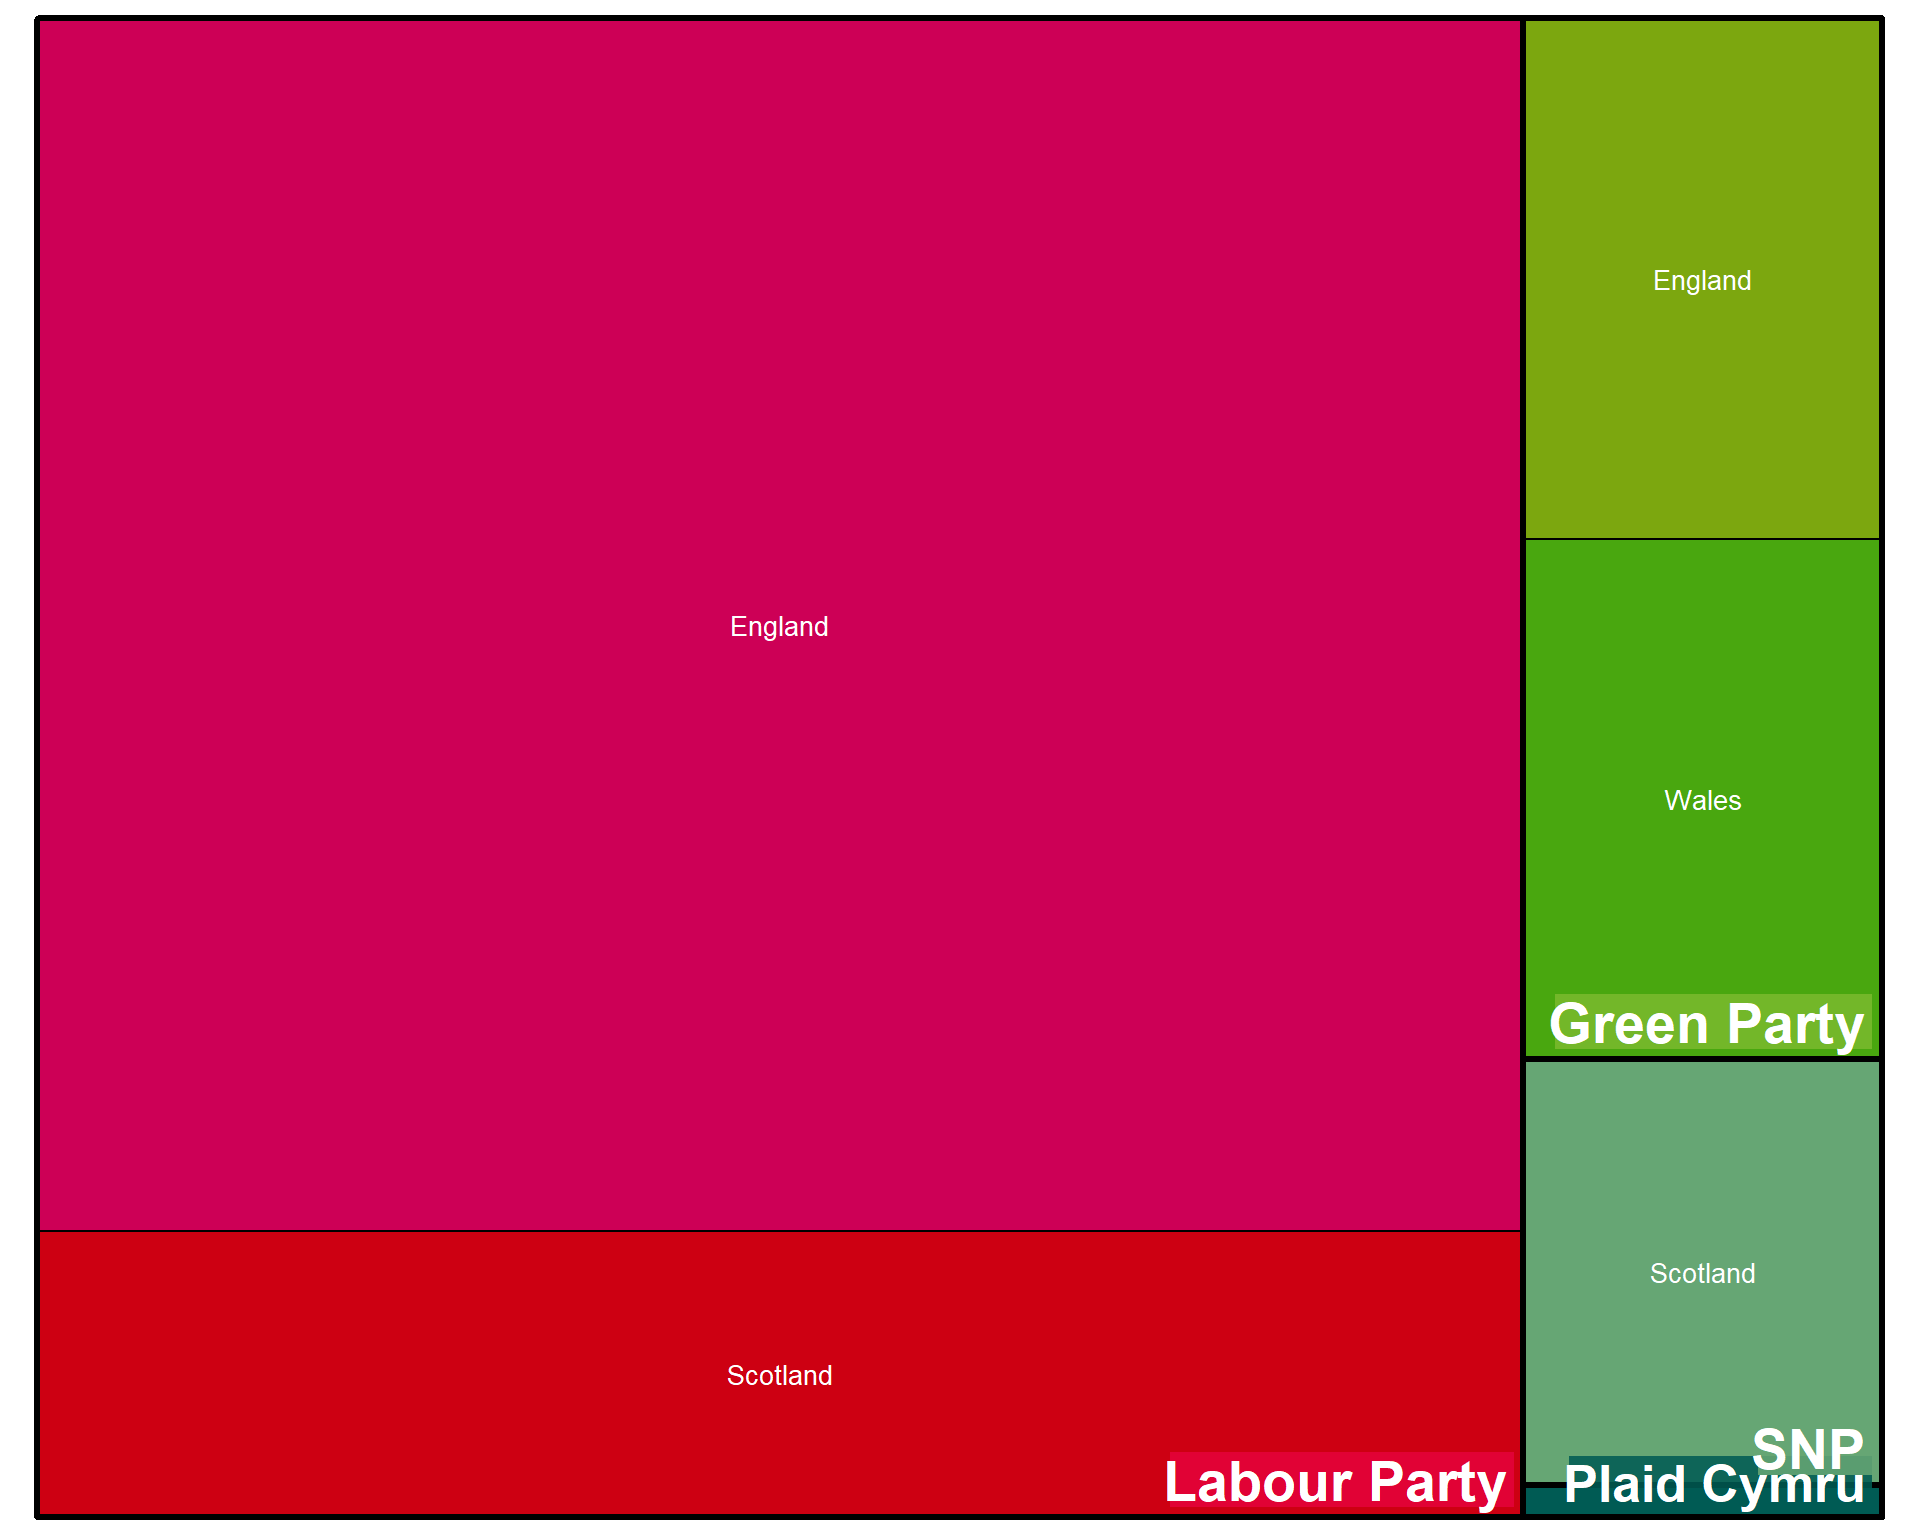 England
Scotland
Labour Party
England
Wales
Green Party
Scotland
SNP
Plaid Cymru